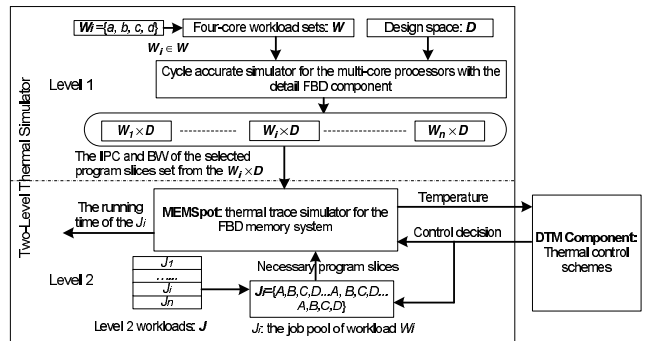 Two-Level Thermal Simulator
Level 1
W i={a, b, c, d}
Wi ∈ W
Four-core workload sets: W
Design space: D
Cycle accurate simulator for the multi-core processors with the
detail FBD component
W1 × D
Wi × D
Wn × D
The IPC and BW of the selected
program slices set from the Wi × D
Level 2
The running
time of the Ji
MEMSpot: thermal trace simulator for the
FBD memory system
Temperature
Control decision
DTM Component:
Thermal control
schemes
Necessary program slices
J1
......
Ji
Jn
Level 2 workloads: J
Ji={A,B,C,D...A, B,C,D...
A,B,C,D}
Ji: the job pool of workload Wi